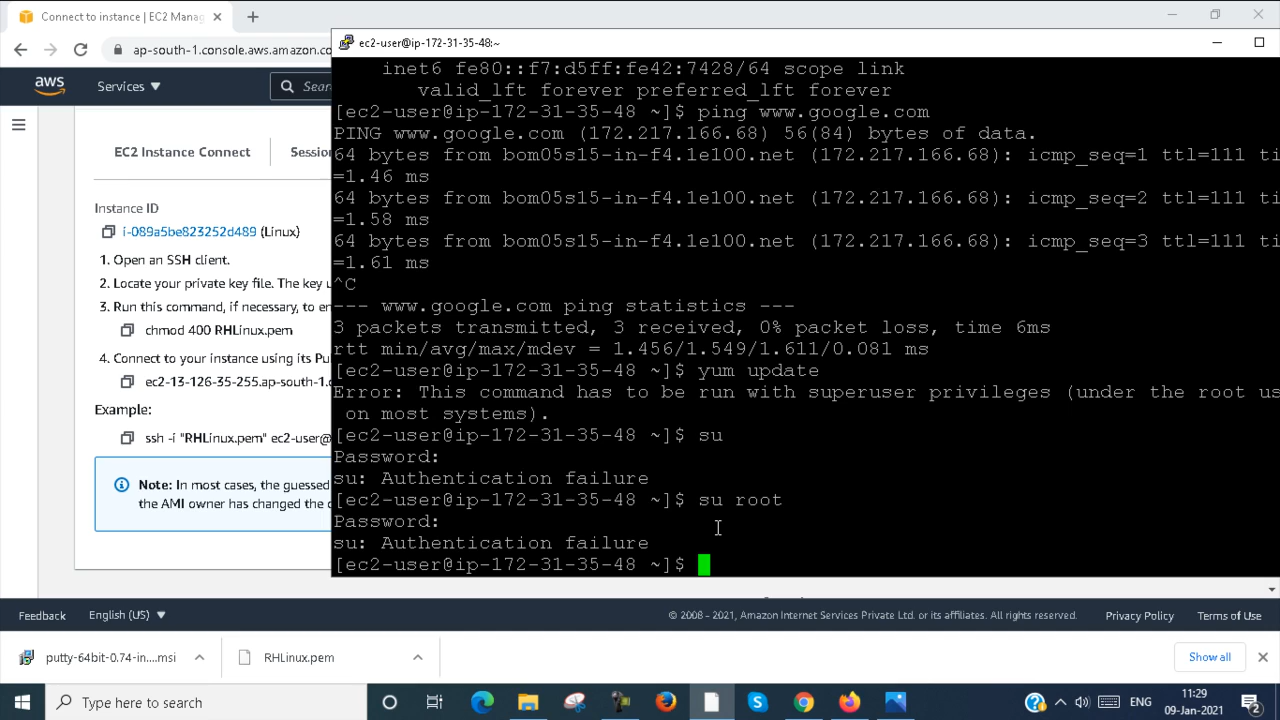 Connect to instance | EC2 Manag
ec2-user@ip-172-31-35-48:~
ap-south-1.console.aws.amazon.co
aws
Services
Sear
inet6 fe80::f7:d5ff:fe42:7428/64 scope link
valid_lft forever preferred_lft forever
[ec2-user@ip-172-31-35-48 ~]$ ping www.google.com
PING www.google.com (172.217.166.68) 56(84) bytes of data.
64 bytes from bom05s15-in-f4.1e100.net (172.217.166.68): icmp_seq=1 ttl=111 ti
=1.46 ms
64 bytes from bom05s15-in-f4.1e100.net (172.217.166.68): icmp_seq=2 ttl=111 ti
=1.58 ms
64 bytes from bom05s15-in-f4.1e100.net (172.217.166.68): icmp_seq=3 ttl=111 ti
=1.61 ms
^C
--- www.google.com ping statistics ---
3 packets transmitted, 3 received, 0% packet loss, time 6ms
rtt min/avg/max/mdev = 1.456/1.549/1.611/0.081 ms
[ec2-user@ip-172-31-35-48 ~]$ yum update
Error: This command has to be run with superuser privileges (under the root us
on most systems).
[ec2-user@ip-172-31-35-48 ~]$ su
Password:
su: Authentication failure
[ec2-user@ip-172-31-35-48 ~]$ su root
Password:
su: Authentication failure
[ec2-user@ip-172-31-35-48 ~]$
EC2 Instance Connect
Sessio
Instance ID
i-089a5be823252d489 (Linux)
1. Open an SSH client.
2. Locate your private key file. The key u
3. Run this command, if necessary, to en
chmod 400 RHLinux.pem
4. Connect to your instance using its Pu
ec2-13-126-35-255.ap-south-1.c
Example:
ssh -i "RHLinux.pem" ec2-user@
Note: In most cases, the guessed
the AMI owner has changed the d
Feedback
English (US)
© 2008 - 2021, Amazon Internet Services Private Ltd. or its affiliates. All rights reserved.
Privacy Policy
Terms of Use
putty-64bit-0.74-in....msi
RHLinux.pem
Show all
Type here to search
ENG
11:29
09-Jan-2021
2